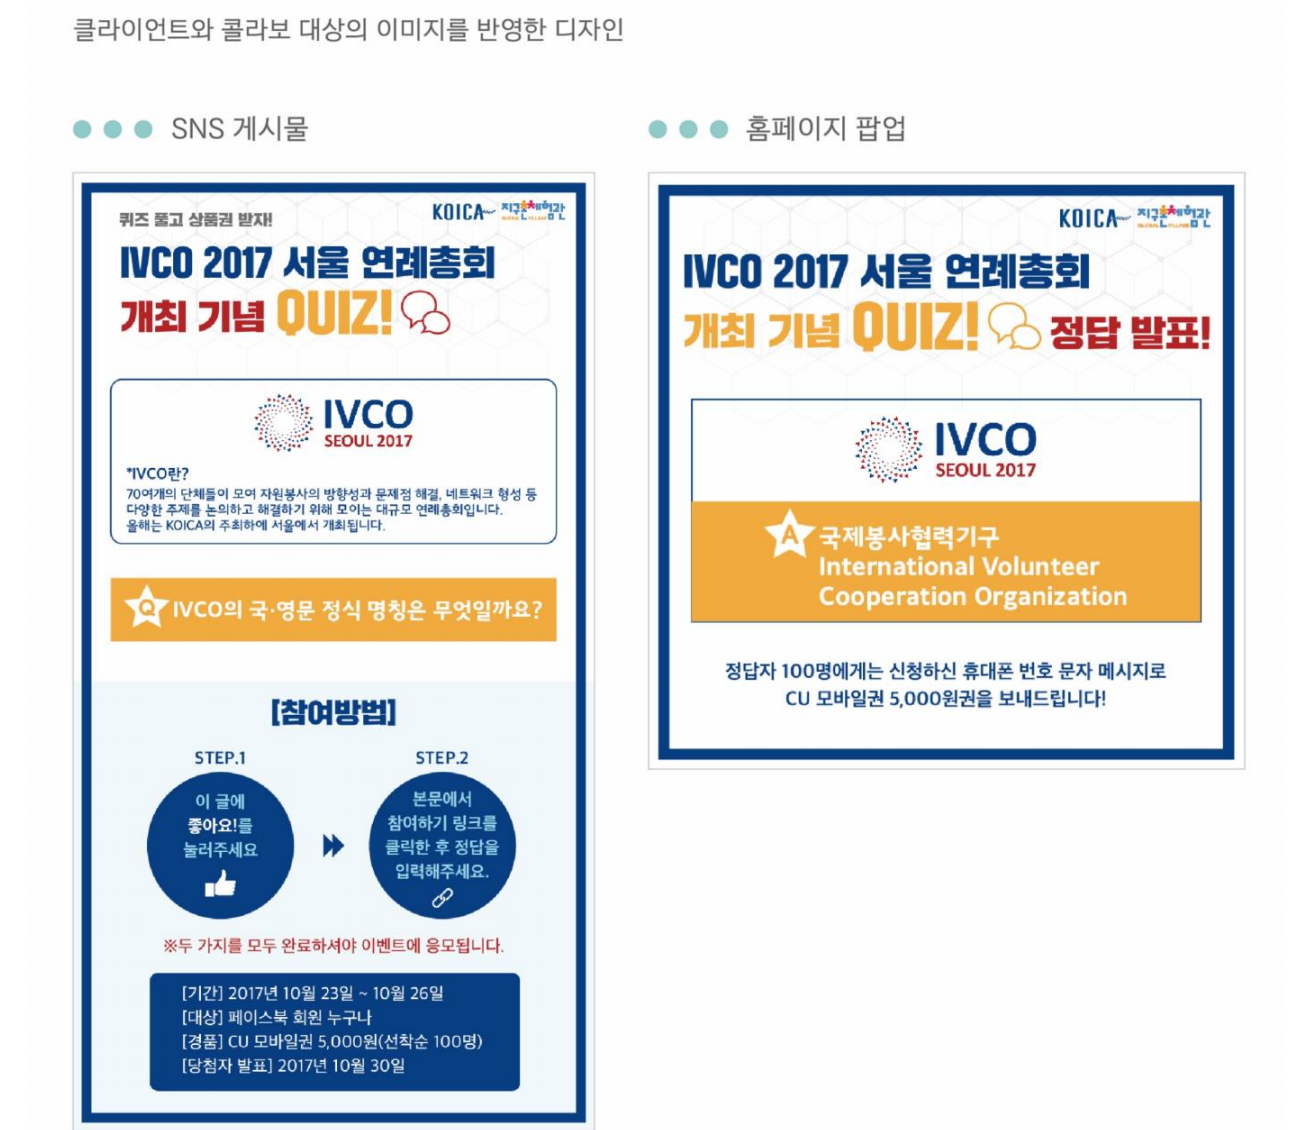 클라이언트와 콜라보 대상의 이미지를 반영한 디자인
SNS 게시물
퀴즈 풀고 상품권 받자!
KOICA 지구촌체험관
IVCO 2017 서울 연례총회
개최 기념 QUIZ!
IVCO
SEOUL 2017
*IVCO란?
70여개의 단체들이 모여 자원봉사의 방향성과 문제점 해결, 네트워크 형성 등
다양한 주제를 논의하고 해결하기 위해 모이는 대규모 연례총회입니다.
올해는 KOICA의 주최하에 서울에서 개최됩니다.
Q IVCO의 국·영문 정식 명칭은 무엇일까요?
[참여방법]
STEP.1
이 글에
좋아요!를
눌러주세요
STEP.2
본문에서
참여하기 링크를
클릭한 후 정답을
입력해주세요.
※두 가지를 모두 완료하셔야 이벤트에 응모됩니다.
[기간] 2017년 10월 23일 ~ 10월 26일
[대상] 페이스북 회원 누구나
[경품] CU 모바일권 5,000원(선착순 100명)
[당첨자 발표] 2017년 10월 30일
홈페이지 팝업
KOICA 지구촌체험관
IVCO 2017 서울 연례총회
개최 기념 QUIZ! 정답 발표!
IVCO
SEOUL 2017
A 국제봉사협력기구
International Volunteer
Cooperation Organization
정답자 100명에게는 신청하신 휴대폰 번호 문자 메시지로
CU 모바일권 5,000원권을 보내드립니다!